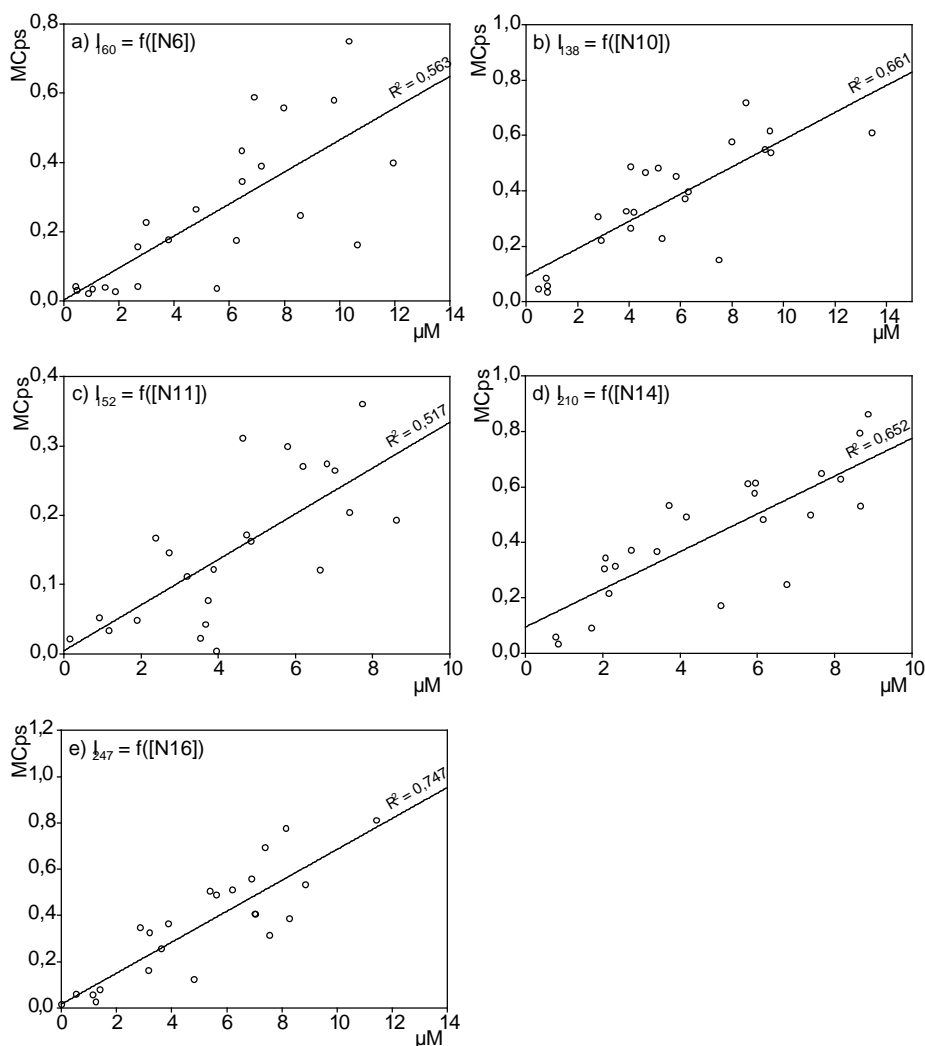 a) I60 = f([N6])
MCps
0,8
0,6
0,4
0,2
0,0
R² = 0,563
0 2 4 6 8 10 12 14
µM
b) I138 = f([N10])
MCps
1,0
0,8
0,6
0,4
0,2
0,0
R² = 0,661
0 2 4 6 8 10 12 14
µM
c) I152 = f([N11])
MCps
0,4
0,3
0,2
0,1
0,0
R² = 0,517
0 2 4 6 8 10
µM
d) I210 = f([N14])
MCps
1,0
0,8
0,6
0,4
0,2
0,0
R² = 0,652
0 2 4 6 8 10
µM
e) I247 = f([N16])
MCps
1,2
1,0
0,8
0,6
0,4
0,2
0,0
R² = 0,747
0 2 4 6 8 10 12 14
µM